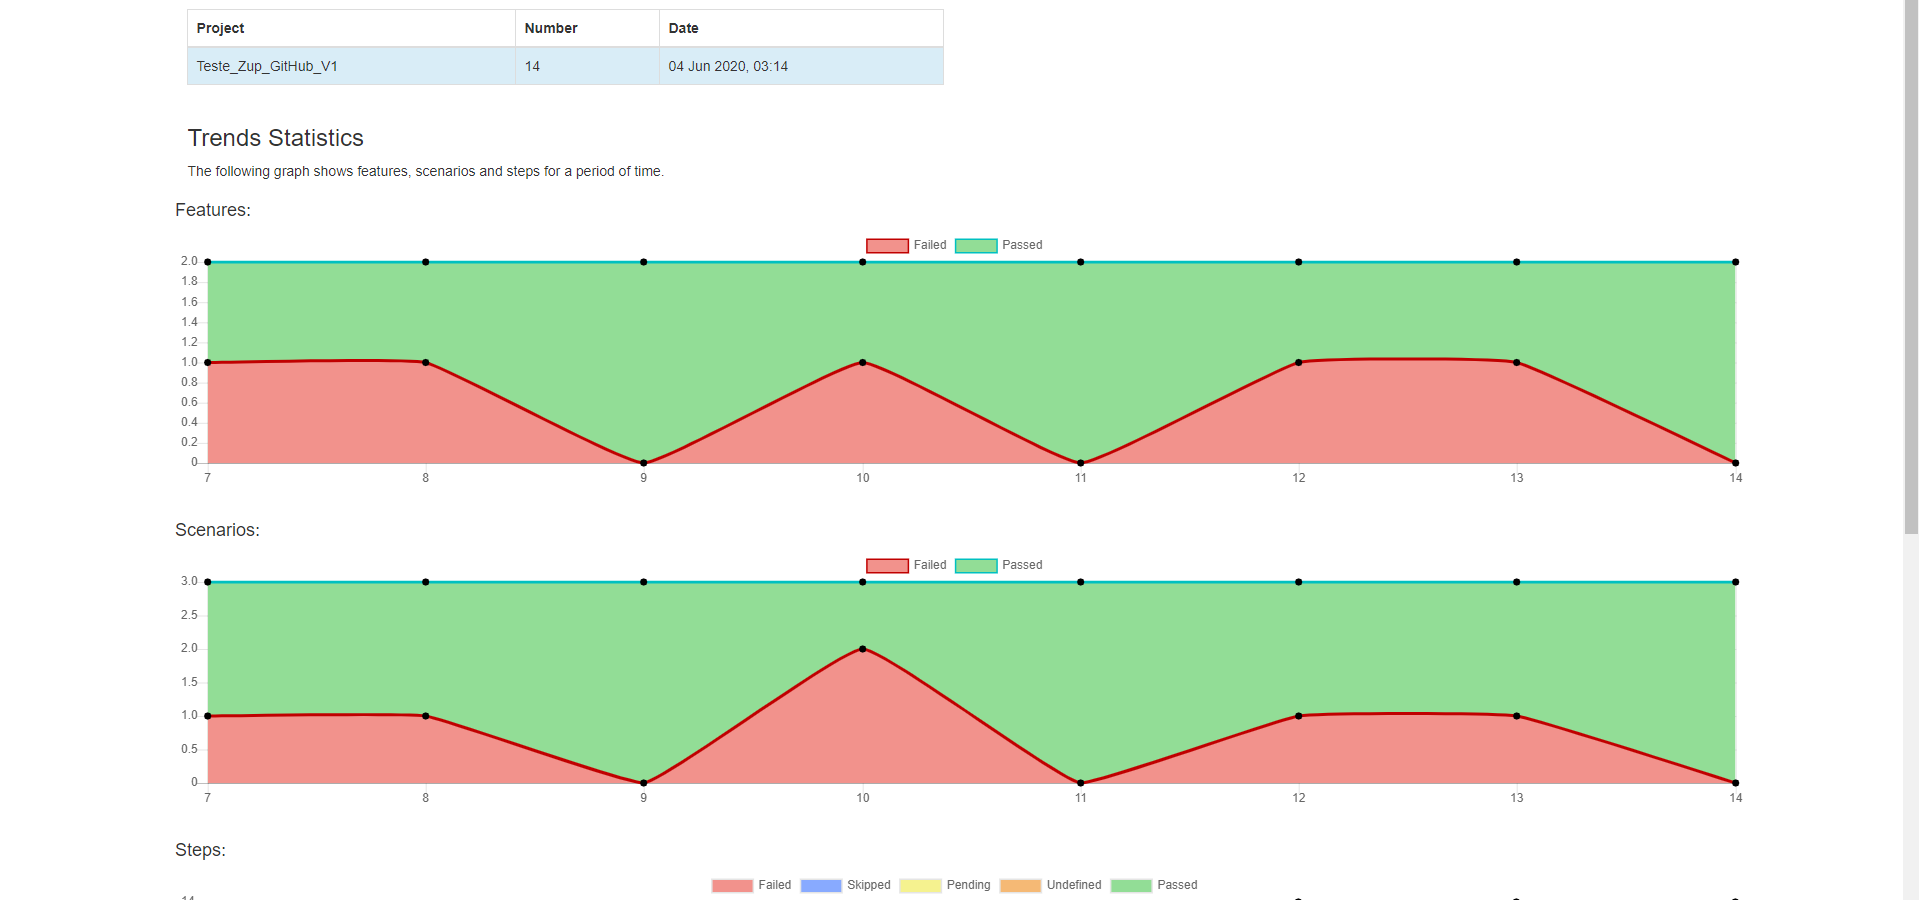 Project Number Date
Teste_Zup_GitHub_V1 14 04 Jun 2020, 03:14
Trends Statistics
The following graph shows features, scenarios and steps for a period of time.
Features:
Failed Passed
2.0
1.8
1.6
1.4
1.2
1.0
0.8
0.6
0.4
0.2
0
7 8 9 10 11 12 13 14
Scenarios:
Failed Passed
3.0
2.5
2.0
1.5
1.0
0.5
0
7 8 9 10 11 12 13 14
Steps:
Failed Skipped Pending Undefined Passed
14